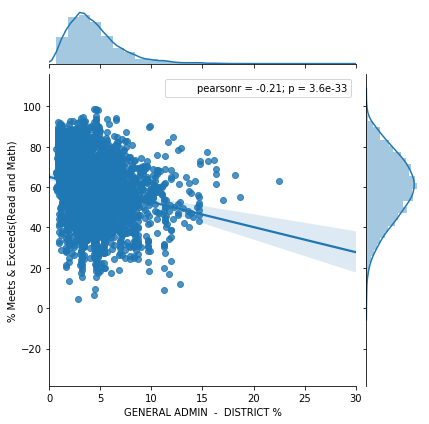 pearsonr = -0.21; p = 3.6e-33
100
80
60
40
20
0
−20
% Meets & Exceeds(Read and Math)
0 5 10 15 20 25 30
GENERAL ADMIN - DISTRICT %